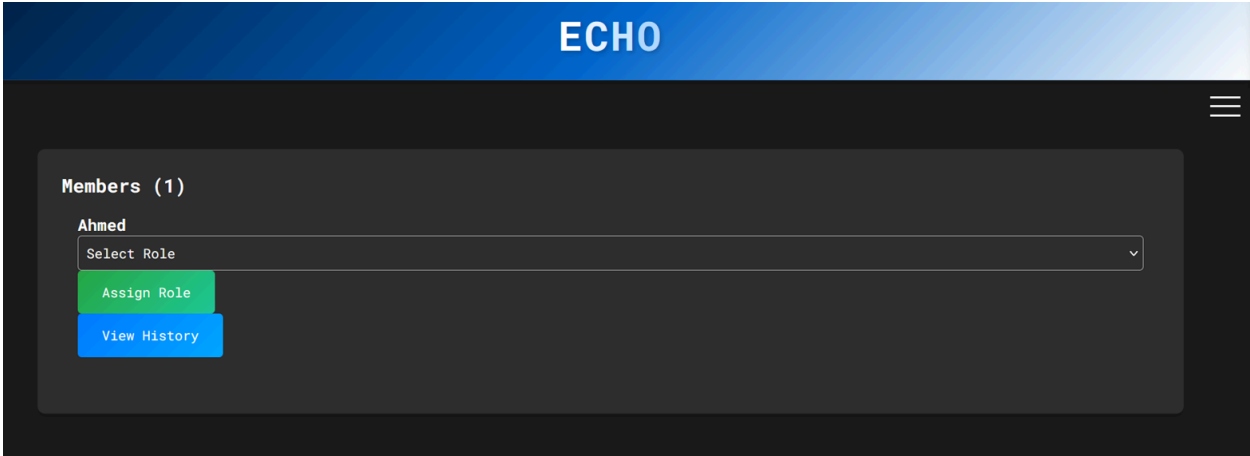 ECHO
Members (1)
Ahmed
Select Role
Assign Role
View History